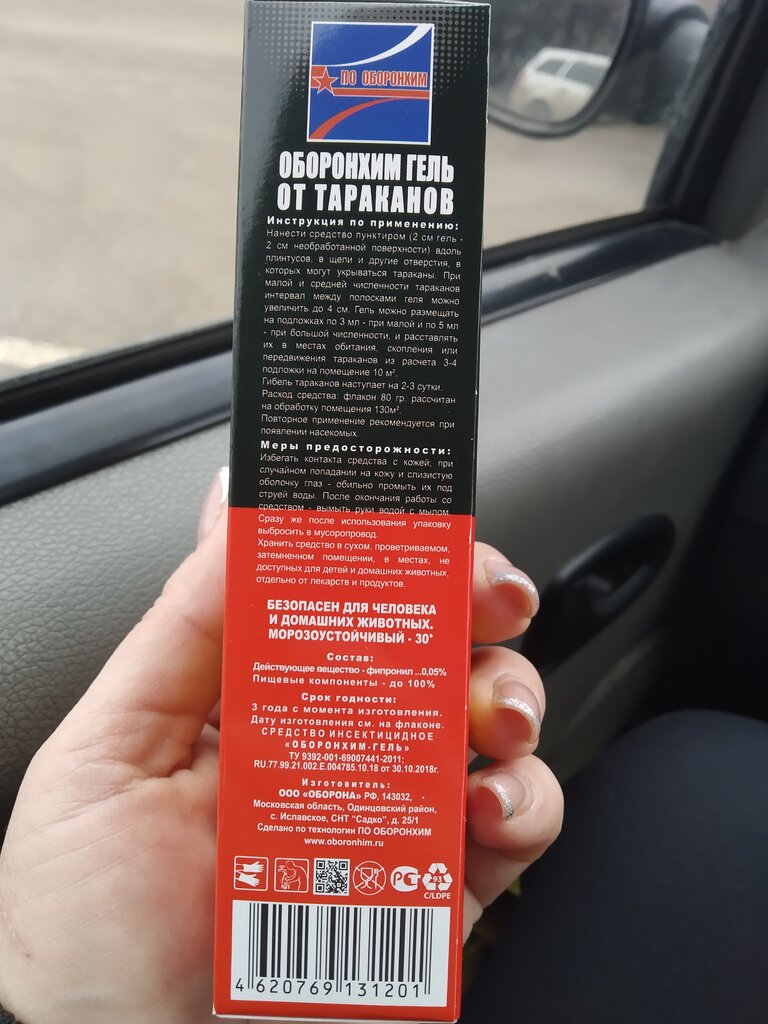 ПО ОБОРОНХИМ
ОБОРОНХИМ ГЕЛЬ
ОТ ТАРАКАНОВ
Инструкция по применению:
Нанести средство пунктиром (2 см гель -
2 см необработанной поверхности) вдоль
плинтусов, в щели и другие отверстия, в
которых могут укрываться тараканы. При
малой и средней численности тараканов
интервал между полосками геля можно
увеличить до 4 см. Гель можно размещать
на подложках по 3 мл - при малой и по 5 мл
- при большой численности, и расставлять
их в местах обитания, скопления или
передвижения тараканов из расчета 3-4
подложки на помещение 10 м².
Гибель тараканов наступает на 2-3 сутки.
Расход средства: флакон 80 гр. рассчитан
на обработку помещения 130м².
Повторное применение рекомендуется при
появлении насекомых.
Меры предосторожности:
Избегать контакта средства с кожей; при
случайном попадании на кожу и слизистую
оболочку глаз - обильно промыть их под
струей воды. После окончания работы со
средством - вымыть руки водой с мылом.
Сразу же после использования упаковку
выбросить в мусоропровод.
Хранить средство в сухом, проветриваемом,
затемненном помещении, в местах, не
доступных для детей и домашних животных,
отдельно от лекарств и продуктов.
БЕЗОПАСЕН ДЛЯ ЧЕЛОВЕКА
И ДОМАШНИХ ЖИВОТНЫХ.
МОРОЗОУСТОЙЧИВЫЙ - 30°
Состав:
Действующее вещество - фипронил ...0,05%
Пищевые компоненты - до 100%
Срок годности:
3 года с момента изготовления.
Дату изготовления см. на флаконе.
СРЕДСТВО ИНСЕКТИЦИДНОЕ
«ОБОРОНХИМ-ГЕЛЬ»
ТУ 9392-001-69007441-2011;
RU.77.99.21.002.Е.004785.10.18 от 30.10.2018г.
Изготовитель:
ООО «ОБОРОНА» РФ, 143032,
Московская область, Одинцовский район,
с. Иславское, СНТ "Садко", д. 25/1
Сделано по технологии ПО ОБОРОНХИМ
www.oboronhim.ru
РСТ
93
C/LDPE
4 620769 131201